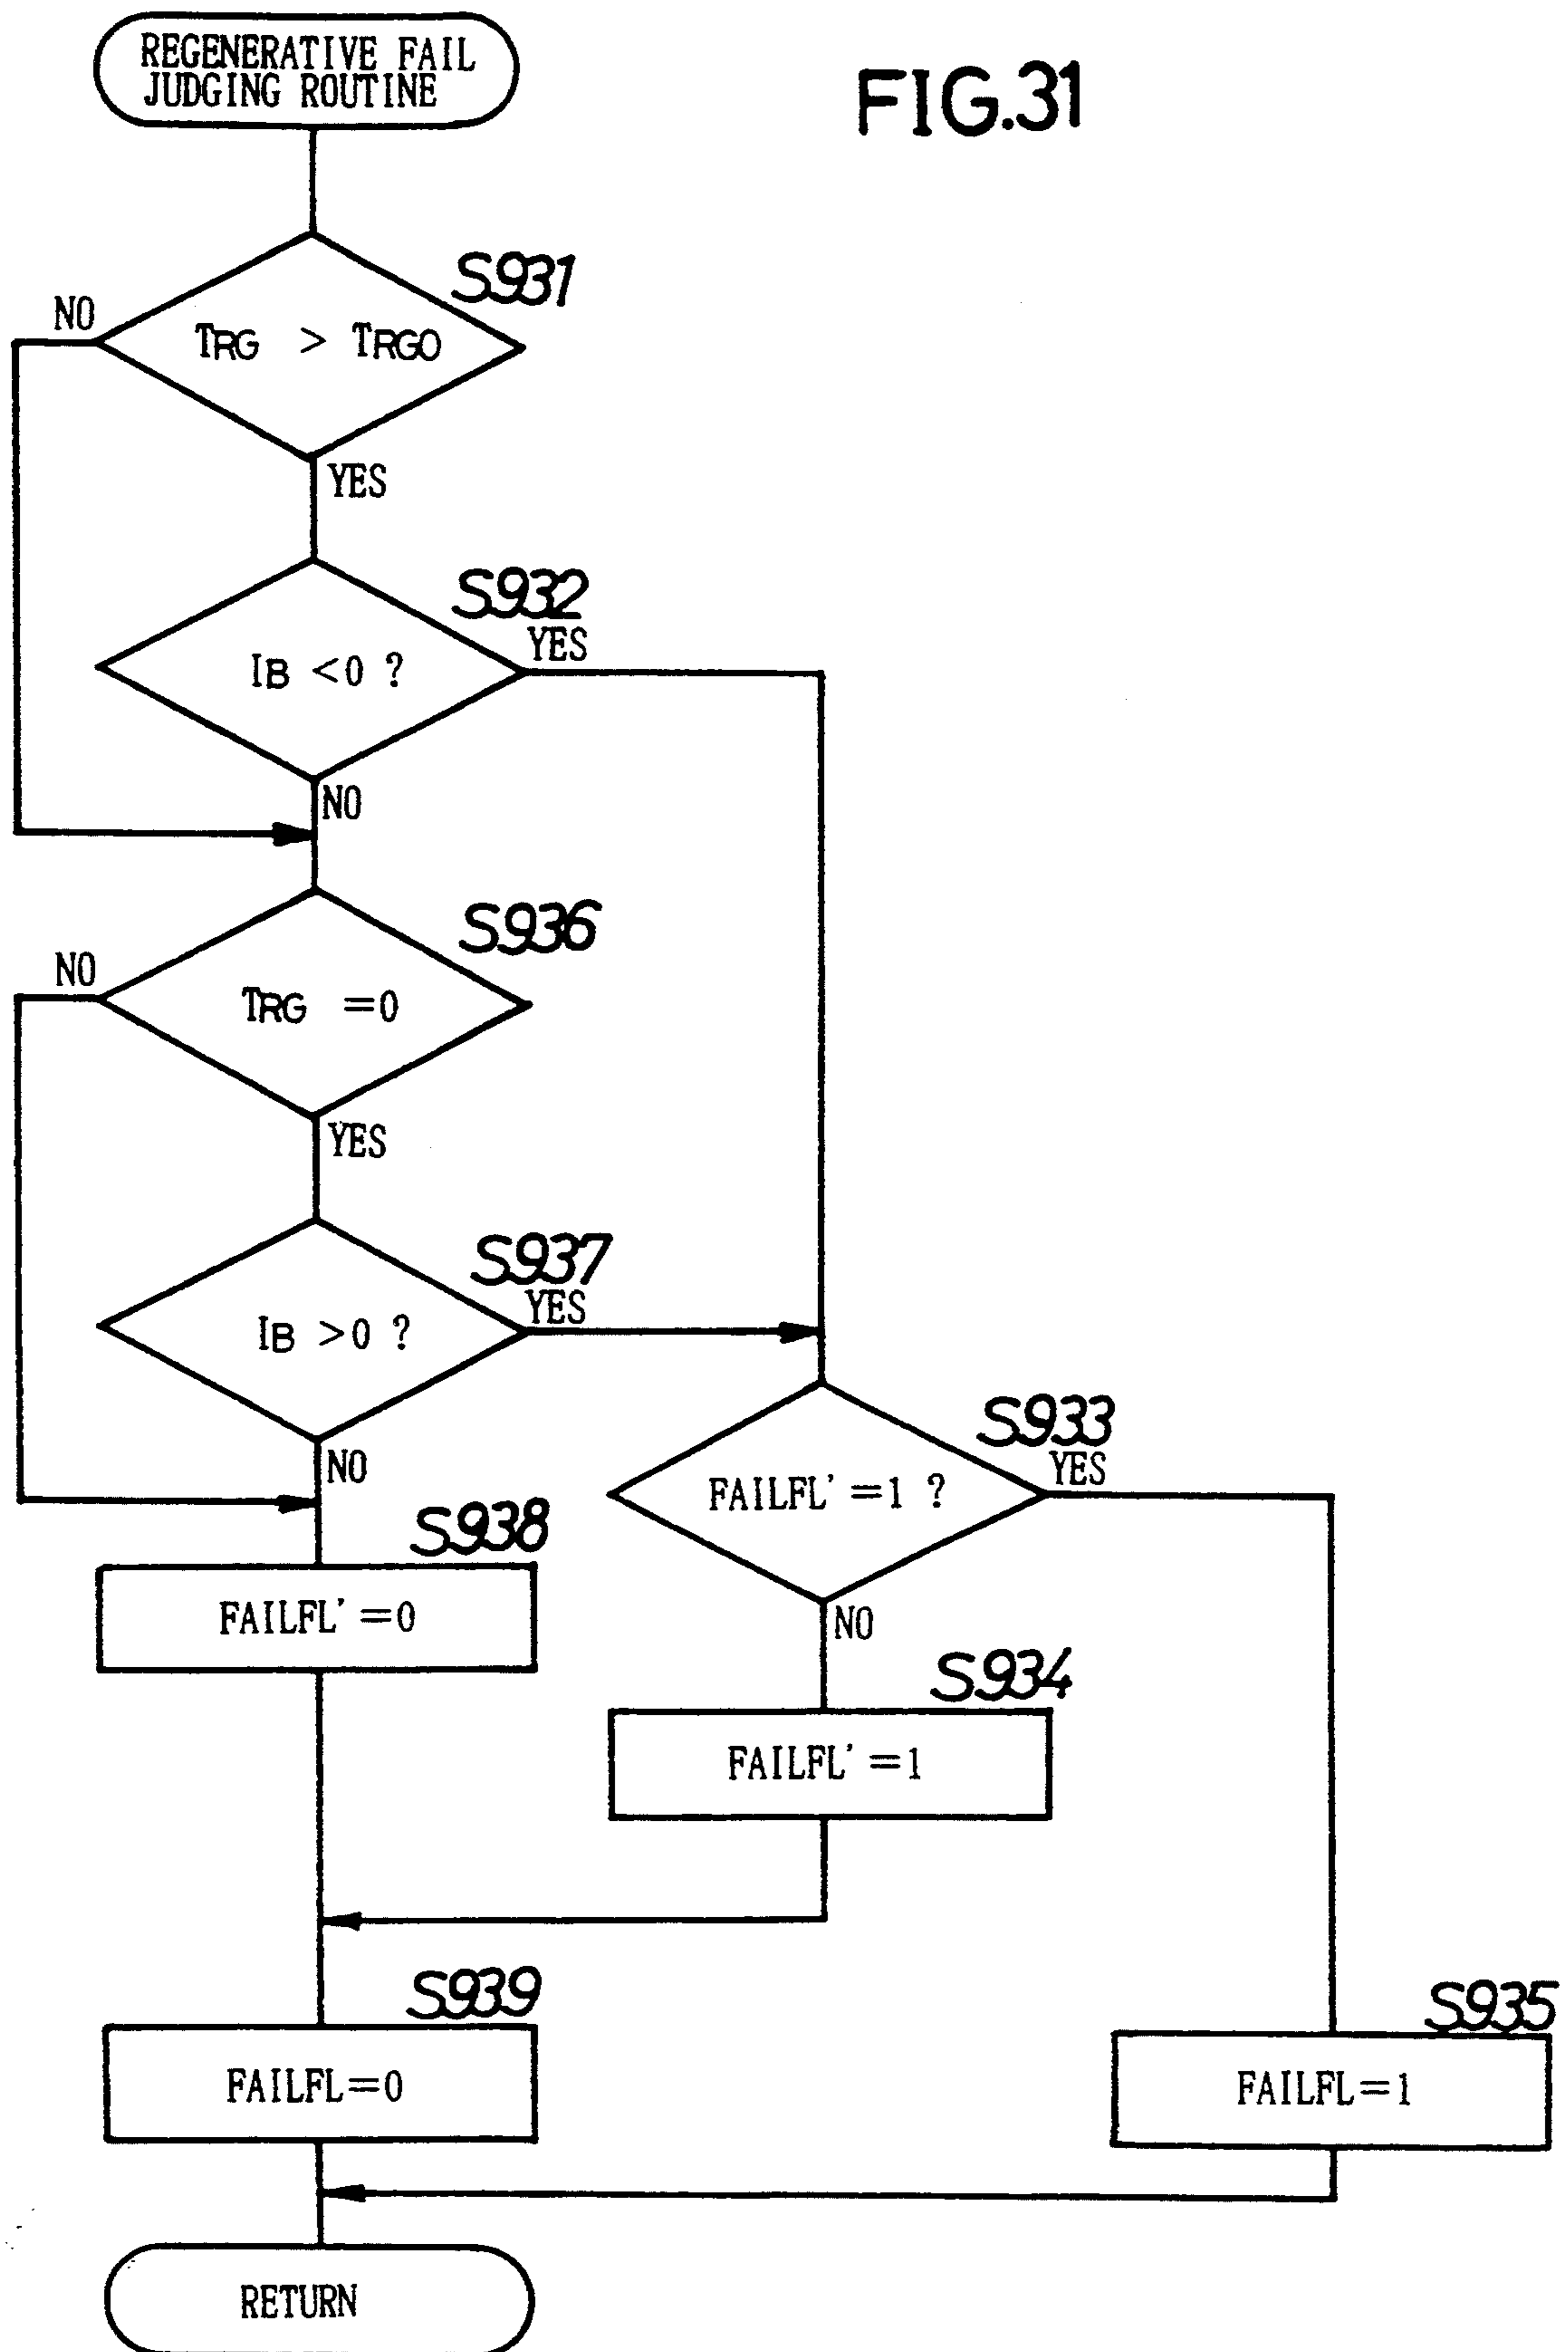 REGENERATIVE FAIL
JUDGING ROUTINE
FIG.31
S931
NO
TRG > TRGO
YES
S932
YES
IB <0 ?
NO
S936
NO
TRG =0
YES
S937
YES
IB >0 ?
NO
S933
YES
FAILFL' =1 ?
NO
S938
FAILFL' =0
S934
FAILFL' =1
S939
FAILFL=0
S935
FAILFL=1
RETURN